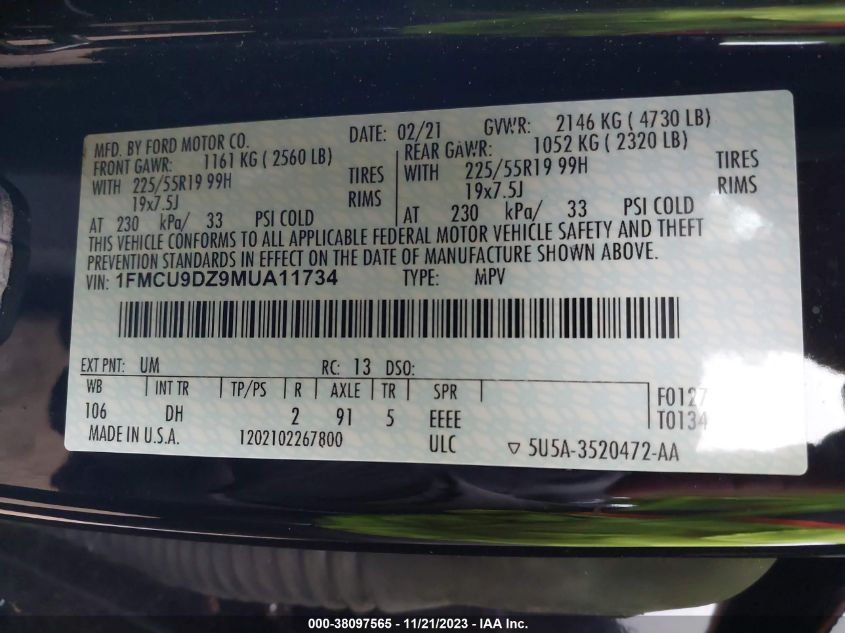 MFD. BY FORD MOTOR CO. DATE: 02/21 GVWR: 2146 KG ( 4730 LB)
FRONT GAWR: 1161 KG ( 2560 LB) REAR GAWR: 1052 KG ( 2320 LB)
WITH 225/55R19 99H TIRES WITH 225/55R19 99H TIRES
19x7.5J RIMS 19x7.5J RIMS
AT 230 kPa/ 33 PSI COLD AT 230 kPa/ 33 PSI COLD
THIS VEHICLE CONFORMS TO ALL APPLICABLE FEDERAL MOTOR VEHICLE SAFETY AND THEFT
PREVENTION STANDARDS IN EFFECT ON THE DATE OF MANUFACTURE SHOWN ABOVE.
VIN: 1FMCU9DZ9MUA11734 TYPE: MPV
EXT PNT: UM RC: 13 DSO:
WB INT TR TP/PS R AXLE TR SPR F0127
106 DH 2 91 5 EEEE T0134
MADE IN U.S.A. 1202102267800 ULC 5U5A-3520472-AA
000-38097565 - 11/21/2023 - IAA Inc.